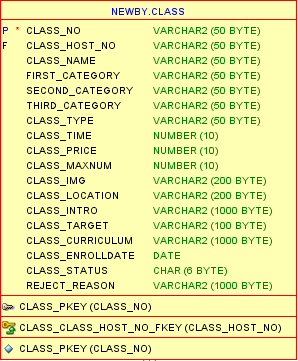 NEWBY.CLASS
P * CLASS_NO VARCHAR2 (50 BYTE)
F CLASS_HOST_NO VARCHAR2 (50 BYTE)
CLASS_NAME VARCHAR2 (50 BYTE)
FIRST_CATEGORY VARCHAR2 (50 BYTE)
SECOND_CATEGORY VARCHAR2 (50 BYTE)
THIRD_CATEGORY VARCHAR2 (50 BYTE)
CLASS_TYPE VARCHAR2 (50 BYTE)
CLASS_TIME NUMBER (10)
CLASS_PRICE NUMBER (10)
CLASS_MAXNUM NUMBER (10)
CLASS_IMG VARCHAR2 (200 BYTE)
CLASS_LOCATION VARCHAR2 (200 BYTE)
CLASS_INTRO VARCHAR2 (1000 BYTE)
CLASS_TARGET VARCHAR2 (100 BYTE)
CLASS_CURRICULUM VARCHAR2 (1000 BYTE)
CLASS_ENROLLDATE DATE
CLASS_STATUS CHAR (6 BYTE)
REJECT_REASON VARCHAR2 (1000 BYTE)
CLASS_PKEY (CLASS_NO)
CLASS_CLASS_HOST_NO_FKEY (CLASS_HOST_NO)
CLASS_PKEY (CLASS_NO)